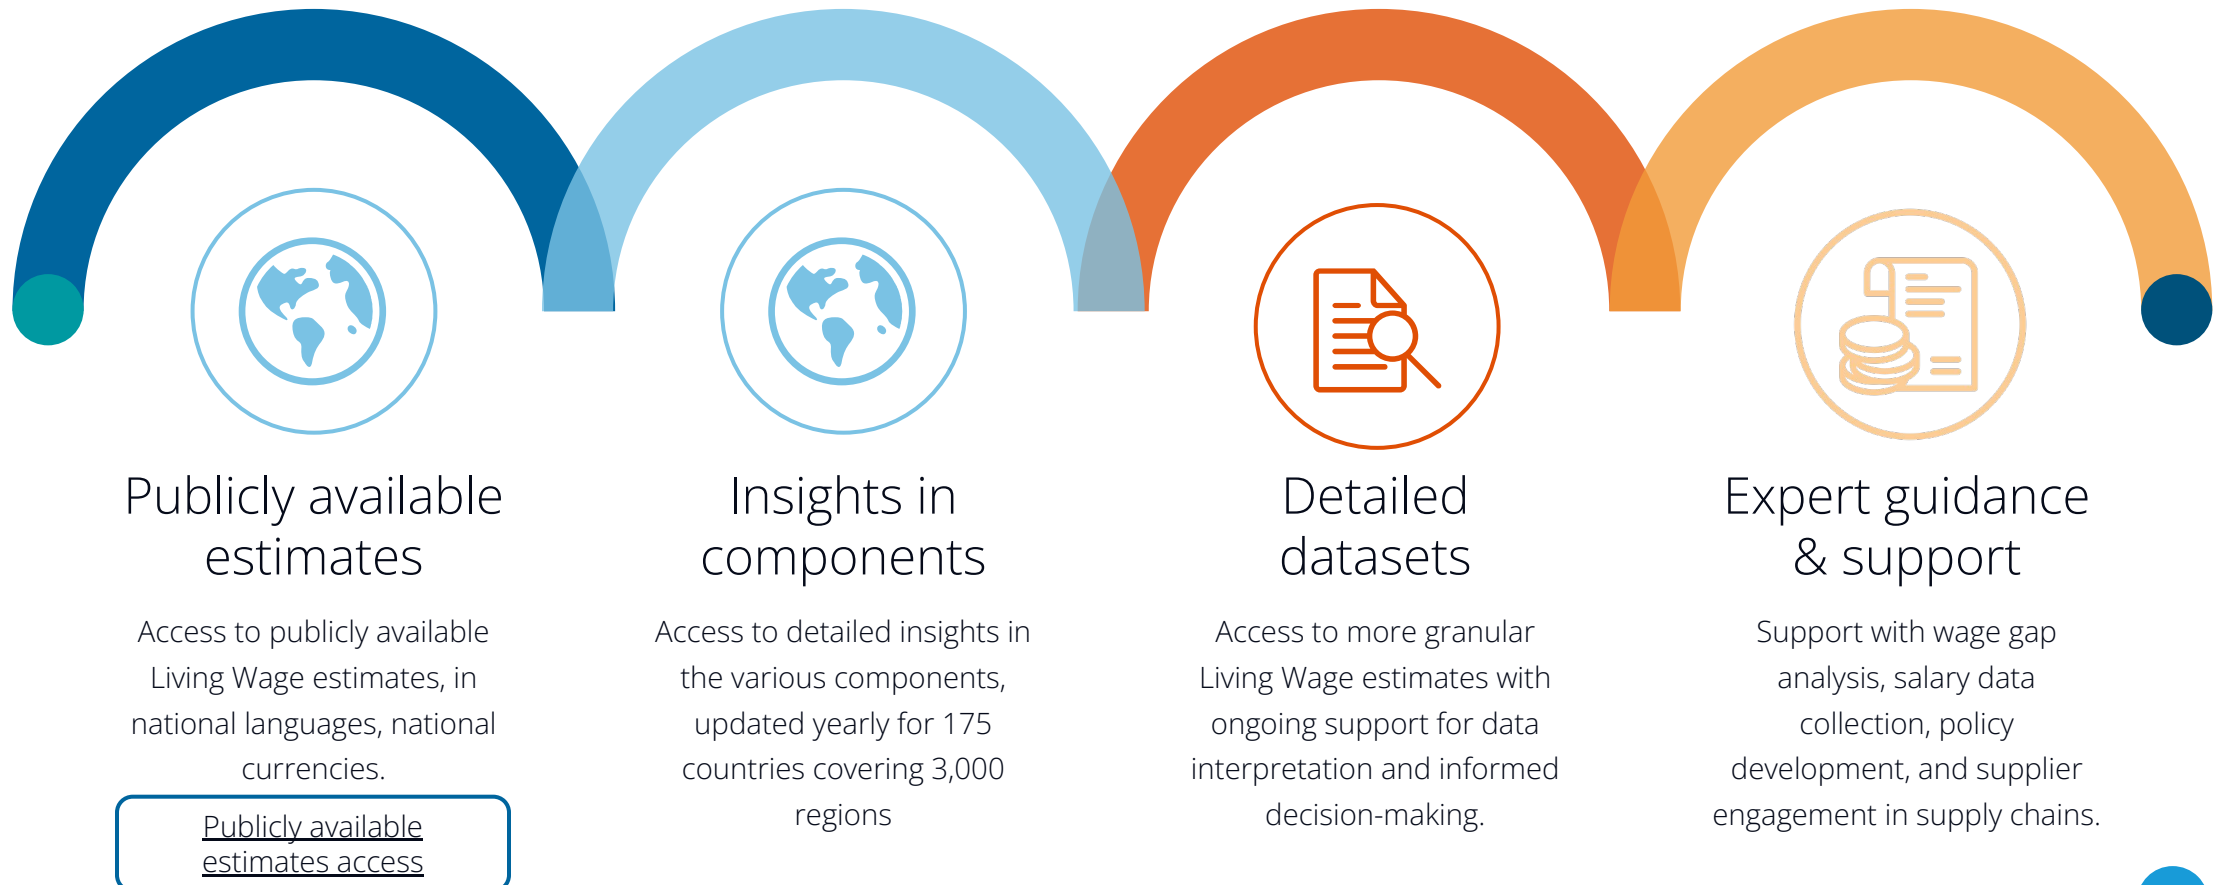 Publicly available
estimates
Access to publicly available
Living Wage estimates, in
national languages, national
currencies.
Publicly available
estimates access
Insights in
components
Access to detailed insights in
the various components,
updated yearly for 175
countries covering 3,000
regions
Detailed
datasets
Access to more granular
Living Wage estimates with
ongoing support for data
interpretation and informed
decision-making.
Expert guidance
& support
Support with wage gap
analysis, salary data
collection, policy
development, and supplier
engagement in supply chains.